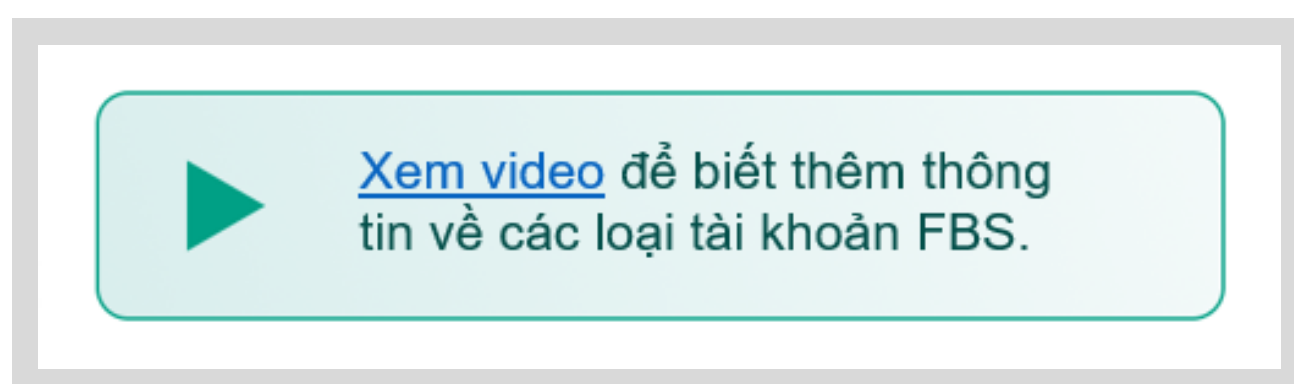 Xem video để biết thêm thông
tin về các loại tài khoản FBS.